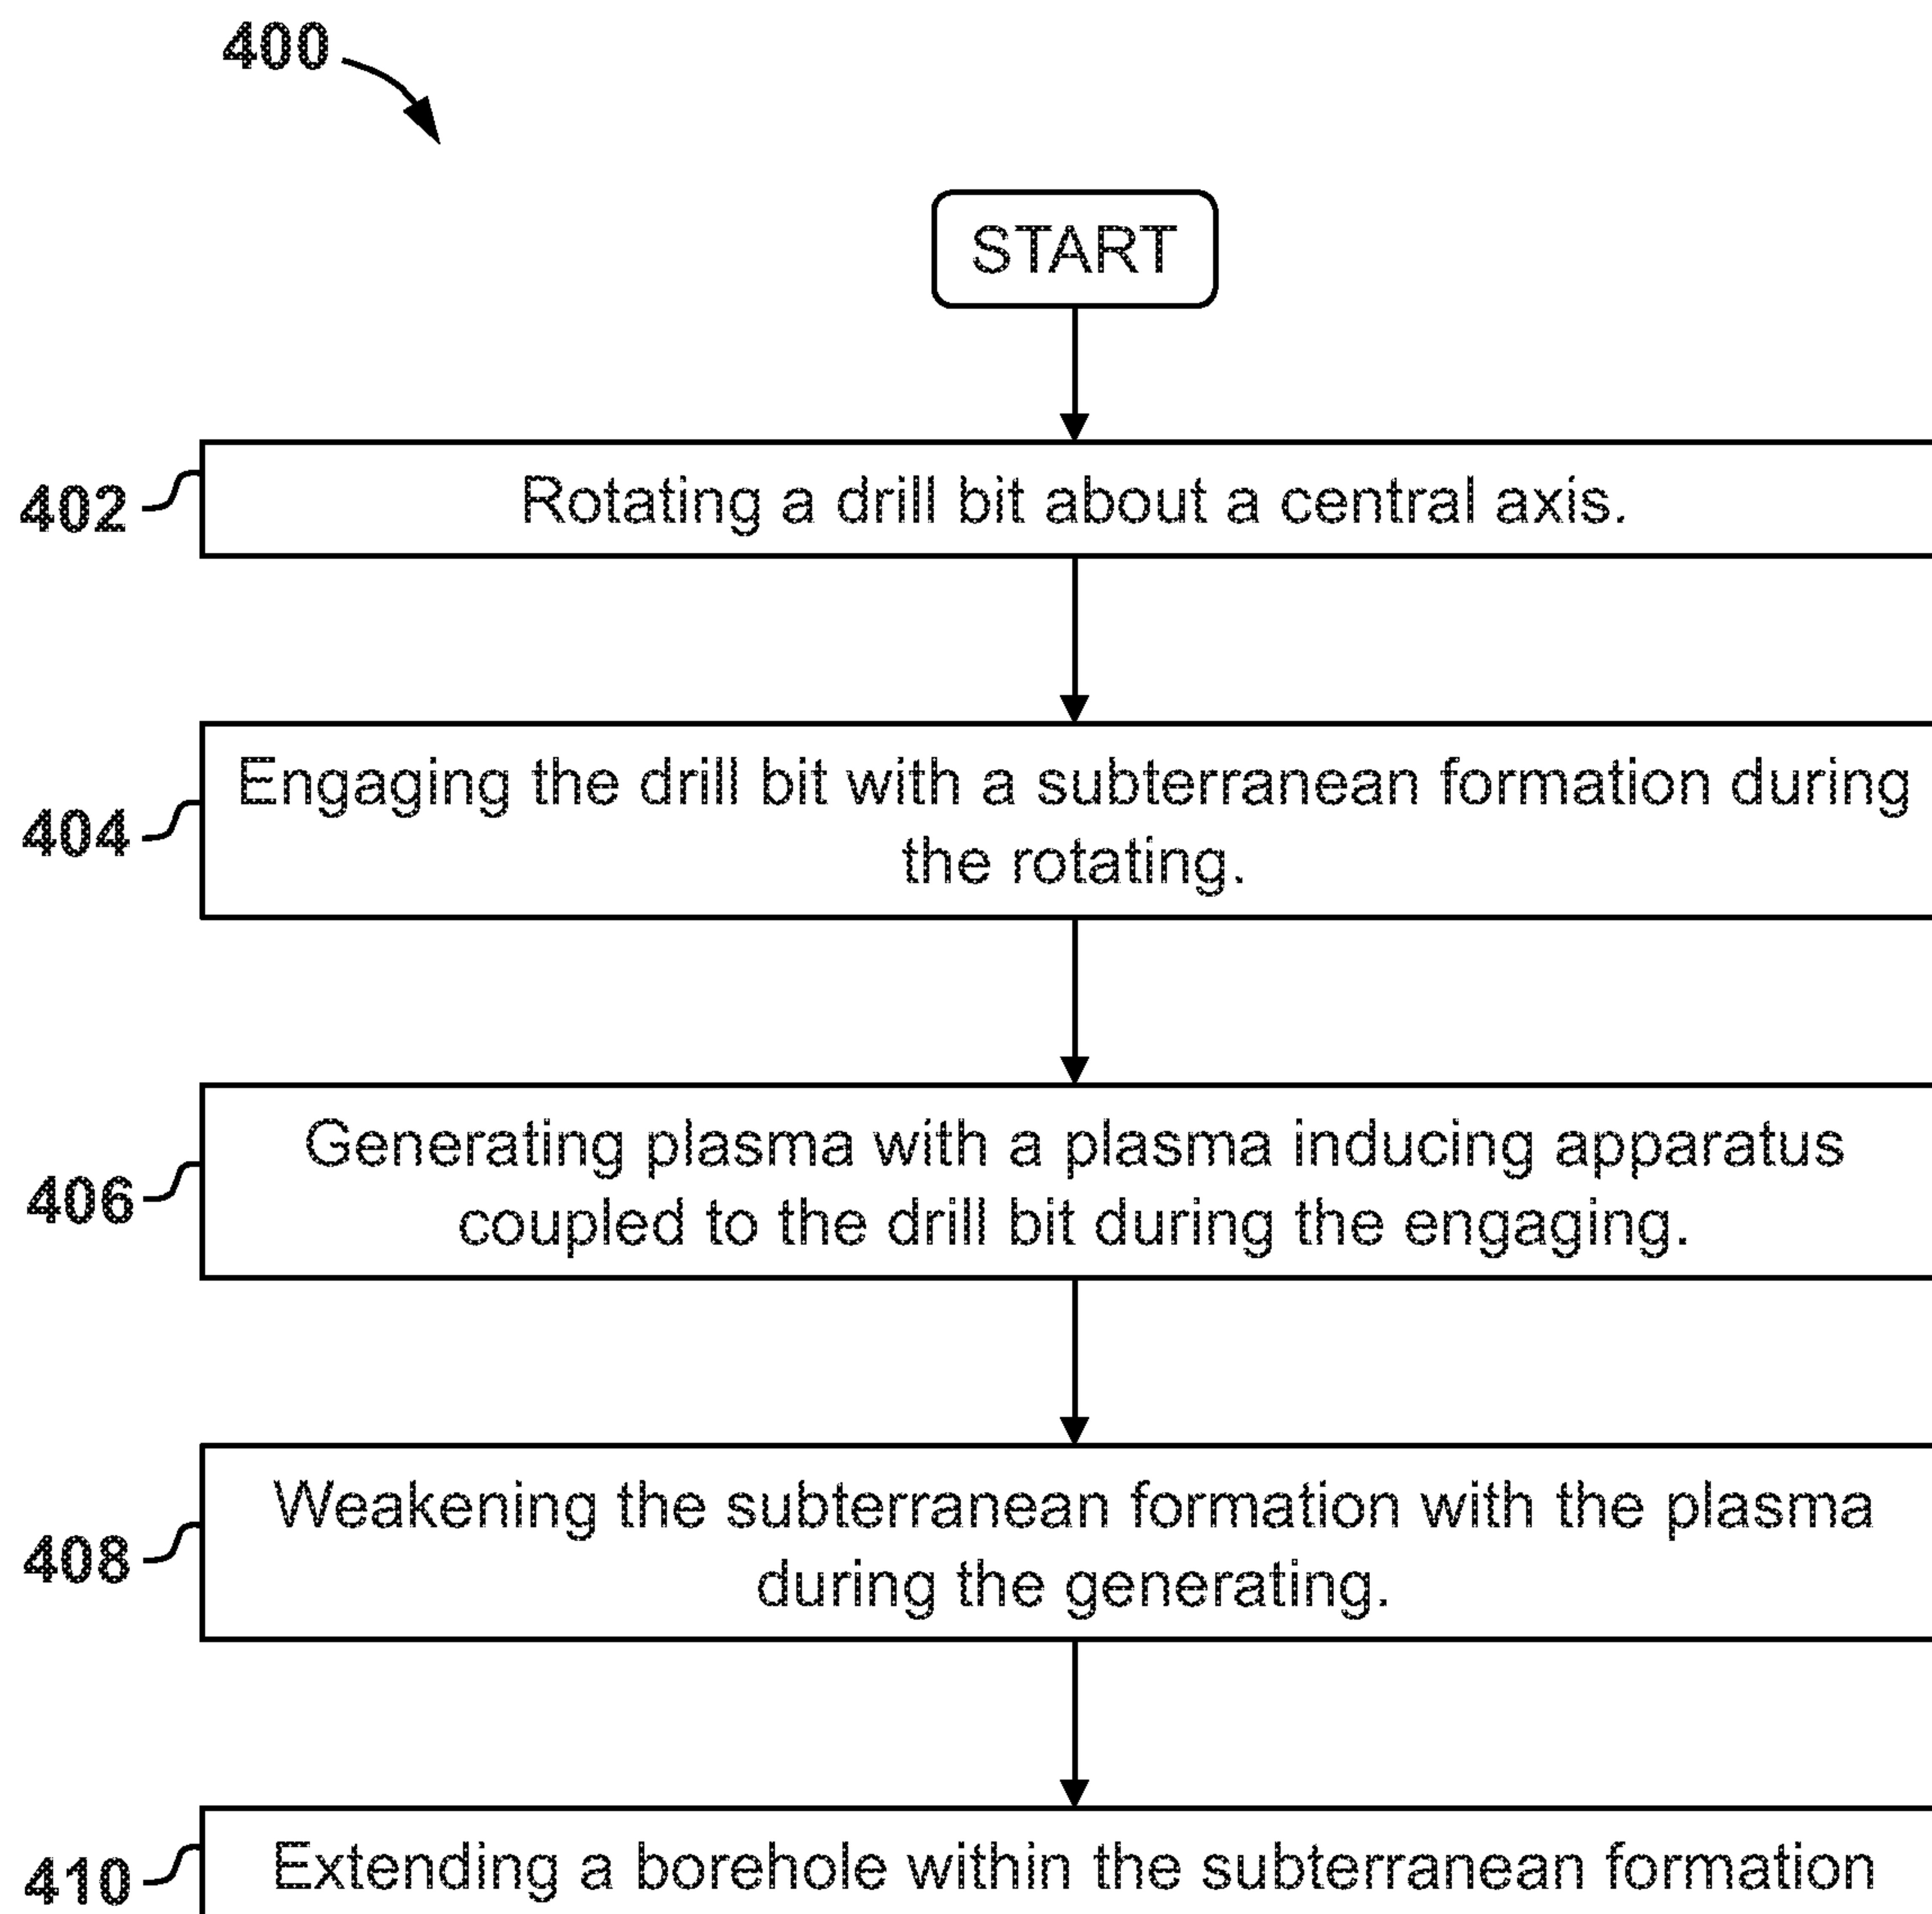 400
START
402
Rotating a drill bit about a central axis.
404
Engaging the drill bit with a subterranean formation during
the rotating.
406
Generating plasma with a plasma inducing apparatus
coupled to the drill bit during the engaging.
408
Weakening the subterranean formation with the plasma
during the generating.
410
Extending a borehole within the subterranean formation